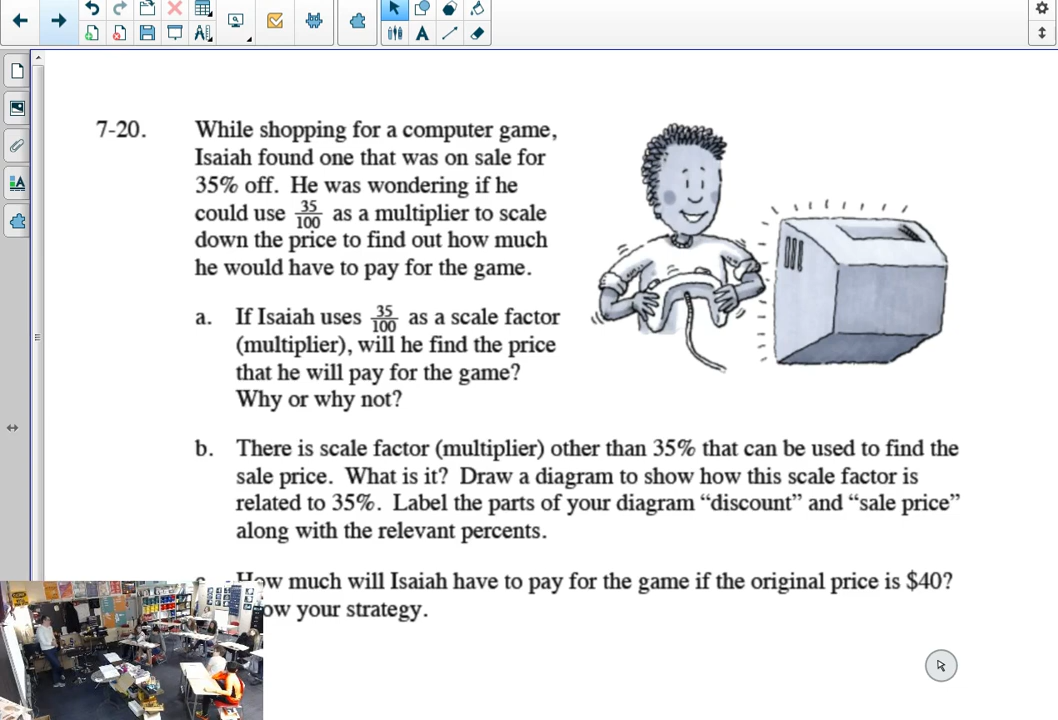 7-20. While shopping for a computer game,
Isaiah found one that was on sale for
35% off. He was wondering if he
could use 35/100 as a multiplier to scale
down the price to find out how much
he would have to pay for the game.
a. If Isaiah uses 35/100 as a scale factor
(multiplier), will he find the price
that he will pay for the game?
Why or why not?
b. There is scale factor (multiplier) other than 35% that can be used to find the
sale price. What is it? Draw a diagram to show how this scale factor is
related to 35%. Label the parts of your diagram “discount” and “sale price”
along with the relevant percents.
How much will Isaiah have to pay for the game if the original price is $40?
ow your strategy.